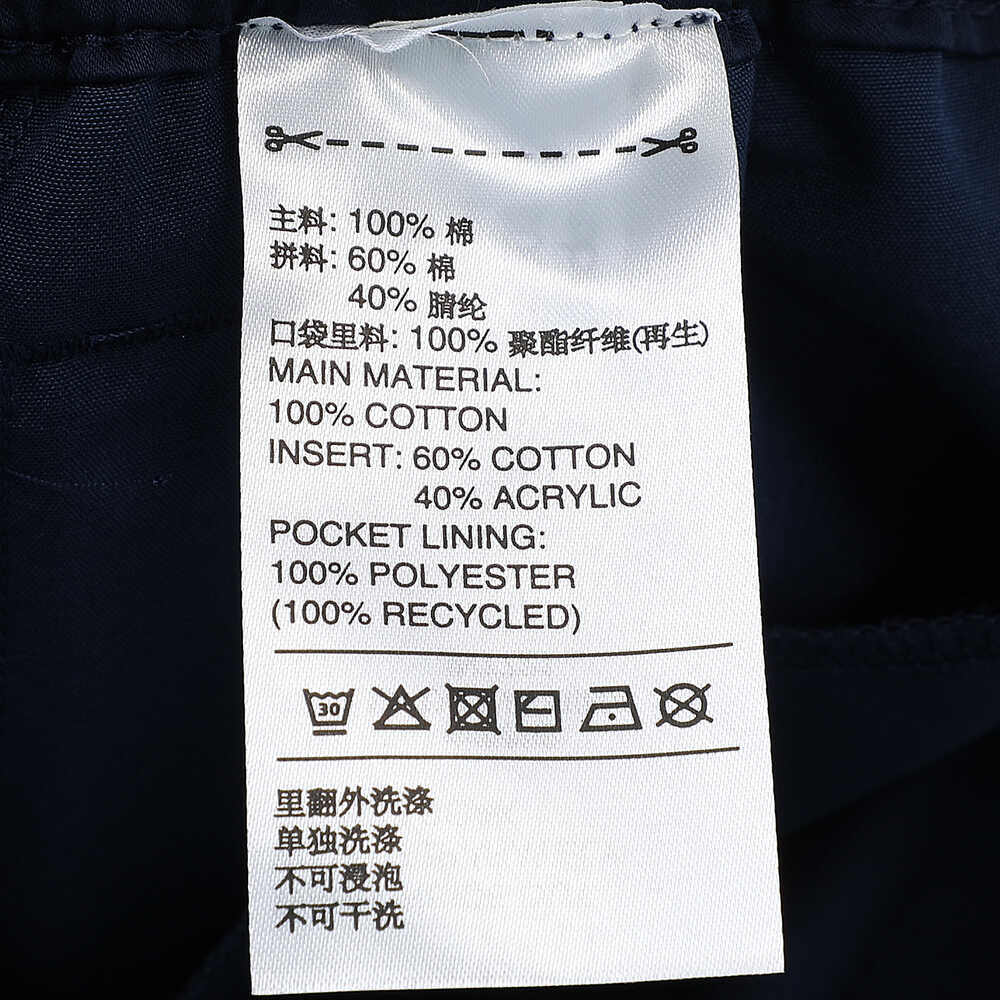 主料: 100% 棉
拼料: 60% 棉
40% 腈纶
口袋里料: 100% 聚酯纤维(再生)
MAIN MATERIAL:
100% COTTON
INSERT: 60% COTTON
40% ACRYLIC
POCKET LINING:
100% POLYESTER
(100% RECYCLED)
30
里翻外洗涤
单独洗涤
不可浸泡
不可干洗